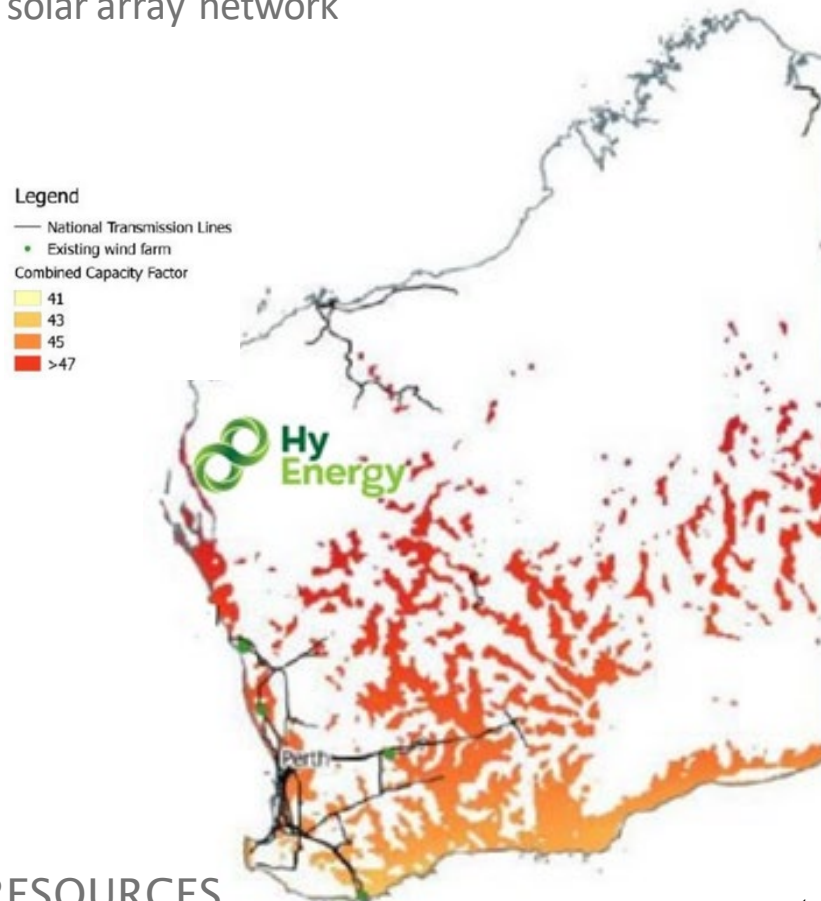 solar array network
Legend
National Transmission Lines
Existing wind farm
Combined Capacity Factor
41
43
45
>47
Hy
Energy
Perth
RESOURCES